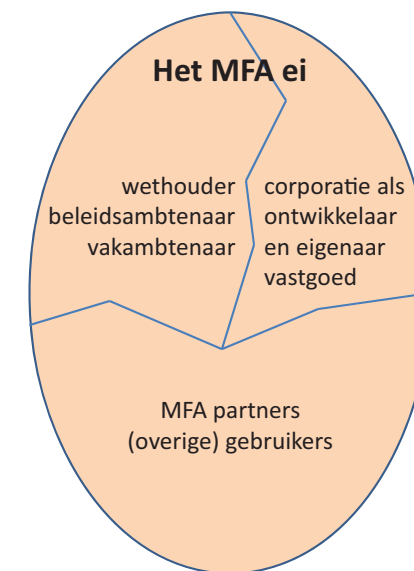 Het MFA ei
wethouder
beleidsambtenaar
vakambtenaar
corporatie als
ontwikkelaar
en eigenaar
vastgoed
MFA partners
(overige) gebruikers